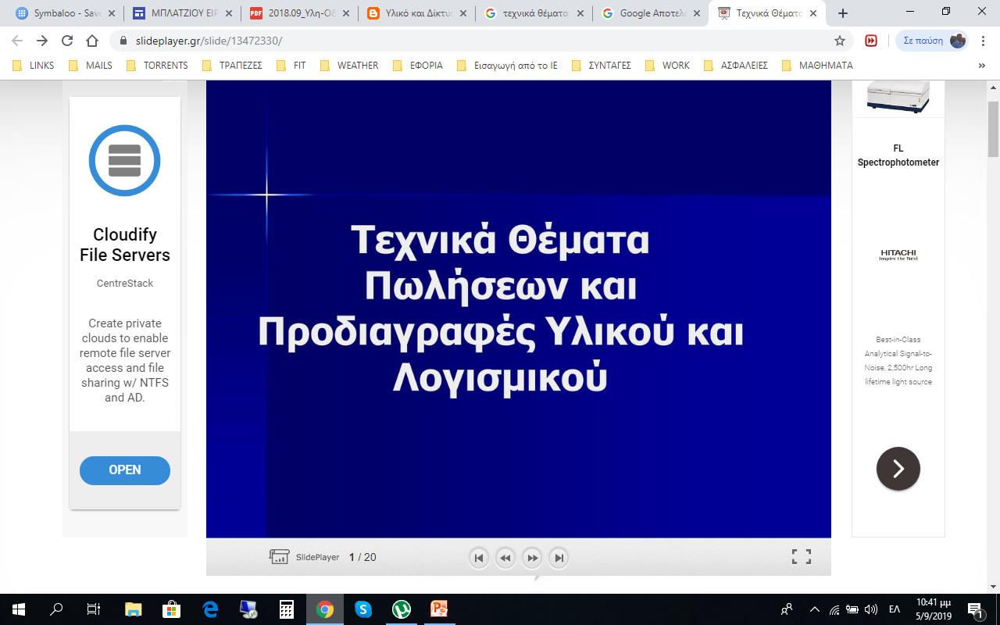 Symbaloo - Save
ΜΠΛΑΤΖΙΟΥ ΕΙΡ
2018.09_Υλη-Οδ
Υλικό και Δίκτυ
τεχνικά θέματα
Google Αποτελέ
Τεχνικά Θέματα
slideplayer.gr/slide/13472330/
Σε παύση
LINKS
MAILS
TORRENTS
ΤΡΑΠΕΖΕΣ
FIT
WEATHER
ΕΦΟΡΙΑ
Εισαγωγή από το IE
ΣΥΝΤΑΓΕΣ
WORK
ΑΣΦΑΛΕΙΕΣ
ΜΑΘΗΜΑΤΑ
Cloudify
File Servers
CentreStack
Create private
clouds to enable
remote file server
access and file
sharing w/ NTFS
and AD.
OPEN
Τεχνικά Θέματα
Πωλήσεων και
Προδιαγραφές Υλικού και
Λογισμικού
SlidePlayer 1 / 20
FL
Spectrophotometer
HITACHI
Inspire the Next
Best-in-Class
Analytical Signal-to-
Noise, 2,500hr Long
lifetime light source
ΕΛ
10:41 μμ
5/9/2019
1